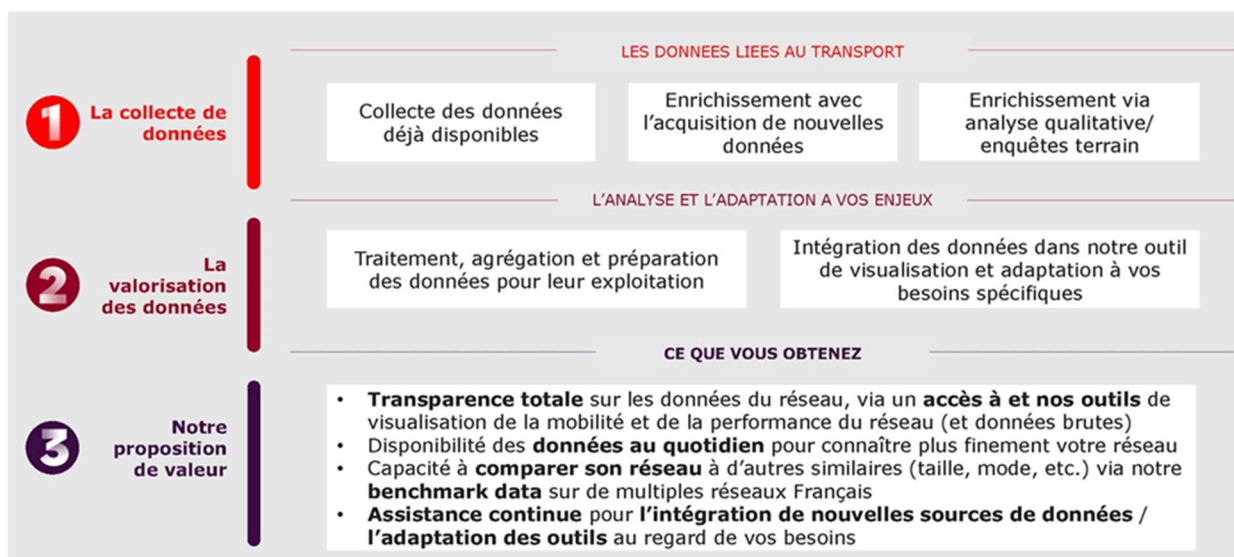 LES DONNEES LIEES AU TRANSPORT
1
La collecte de
données
Collecte des données
déjà disponibles
Enrichissement avec
l'acquisition de nouvelles
données
Enrichissement via
analyse qualitative/
enquêtes terrain
L'ANALYSE ET L'ADAPTATION A VOS ENJEUX
2
La
valorisation
des données
Traitement, agrégation et préparation
des données pour leur exploitation
Intégration des données dans notre outil
de visualisation et adaptation à vos
besoins spécifiques
CE QUE VOUS OBTENEZ
3
Notre
proposition
de valeur
• Transparence totale sur les données du réseau, via un accès à et nos outils de
visualisation de la mobilité et de la performance du réseau (et données brutes)
• Disponibilité des données au quotidien pour connaître plus finement votre réseau
• Capacité à comparer son réseau à d'autres similaires (taille, mode, etc.) via notre
benchmark data sur de multiples réseaux Français
• Assistance continue pour l'intégration de nouvelles sources de données /
l'adaptation des outils au regard de vos besoins